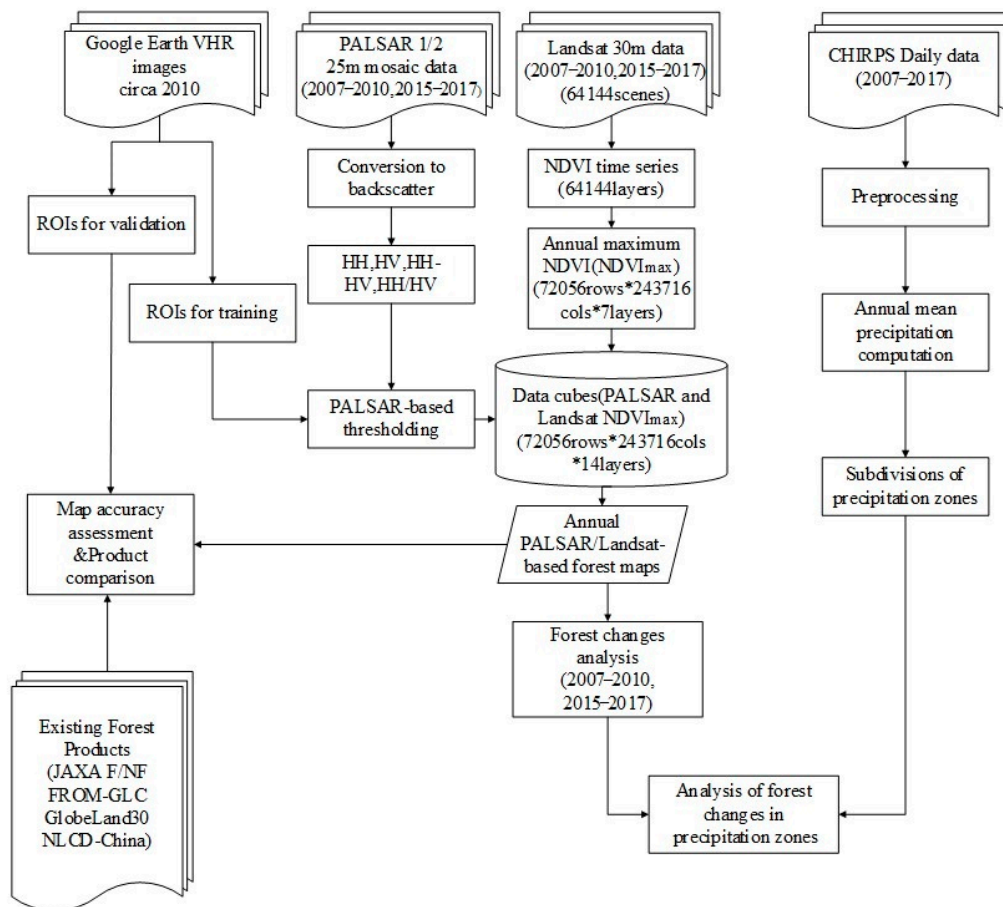 Google Earth VHR
images
circa 2010
PALSAR 1/2
25m mosaic data
(2007–2010,2015–2017)
Landsat 30m data
(2007–2010,2015–2017)
(64144scenes)
CHIRPS Daily data
(2007–2017)
Conversion to
backscatter
NDVI time series
(64144layers)
Preprocessing
ROIs for validation
HH,HV,HH-
HV,HH/HV
Annual maximum
NDVI(NDVImax)
(72056rows*243716
cols*7layers)
ROIs for training
Annual mean
precipitation
computation
PALSAR-based
thresholding
Data cubes(PALSAR and
Landsat NDVImax)
(72056rows*243716cols
*14layers)
Subdivisions of
precipitation zones
Map accuracy
assessment
&Product
comparison
Annual
PALSAR/Landsat-
based forest maps
Forest changes
analysis
(2007–2010,
2015–2017)
Existing Forest
Products
(JAXA F/NF
FROM-GLC
GlobeLand30
NLCD-China)
Analysis of forest
changes in
precipitation zones